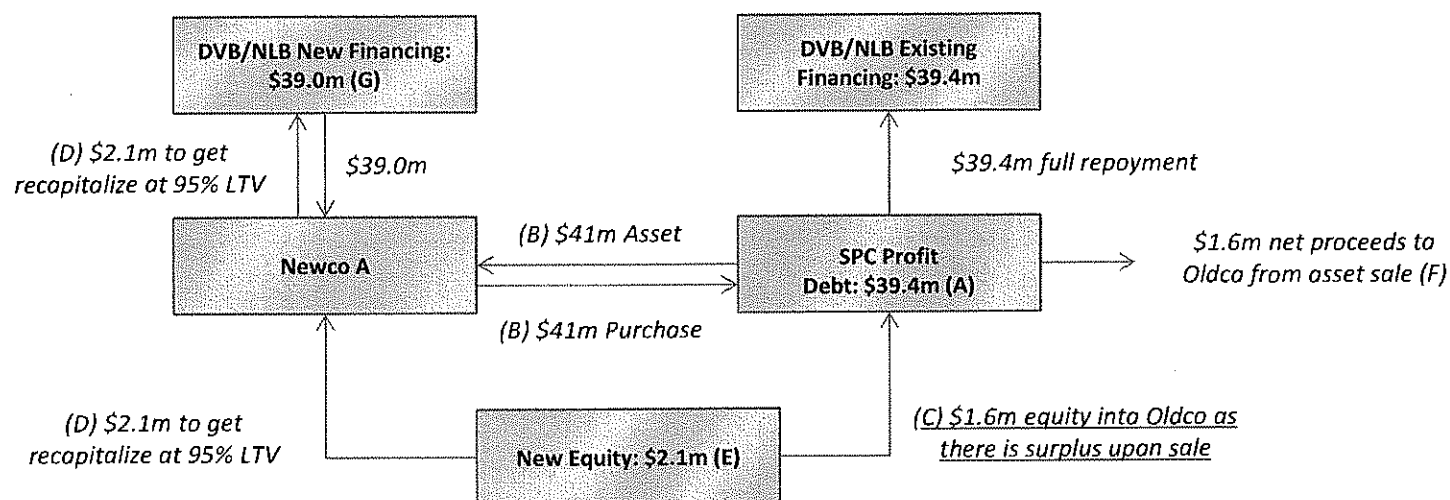 DVB/NLB New Financing:
$39.0m (G)
DVB/NLB Existing
Financing: $39.4m
(D) $2.1m to get
recapitalize at 95% LTV
$39.0m
$39.4m full repayment
Newco A
(B) $41m Asset
(B) $41m Purchase
SPC Profit
Debt: $39.4m (A)
$1.6m net proceeds to
Oldco from asset sale (F)
(D) $2.1m to get
recapitalize at 95% LTV
New Equity: $2.1m (E)
(C) $1.6m equity into Oldco as
there is surplus upon sale